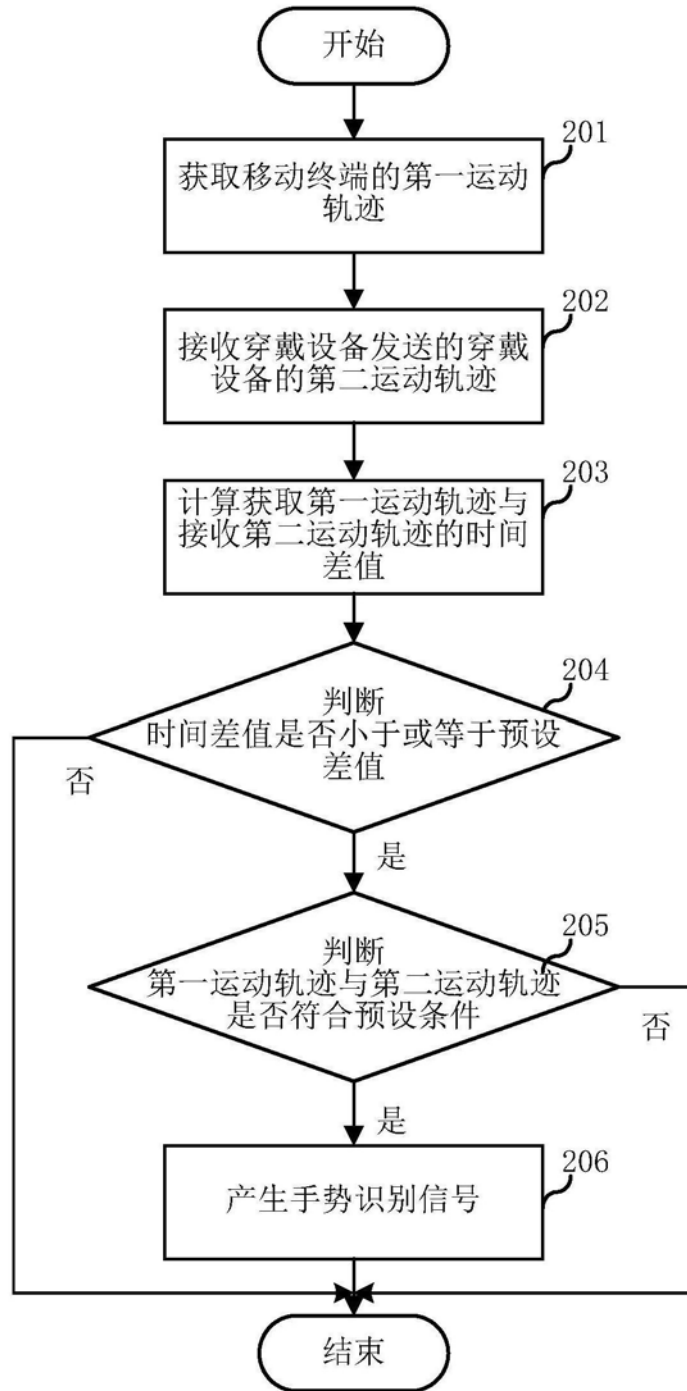 开始
201
获取移动终端的第一运动
轨迹
202
接收穿戴设备发送的穿戴
设备的第二运动轨迹
203
计算获取第一运动轨迹与
接收第二运动轨迹的时间
差值
204
判断
时间差值是否小于或等于预设
差值
否
是
205
判断
第一运动轨迹与第二运动轨迹
是否符合预设条件
否
是
206
产生手势识别信号
结束